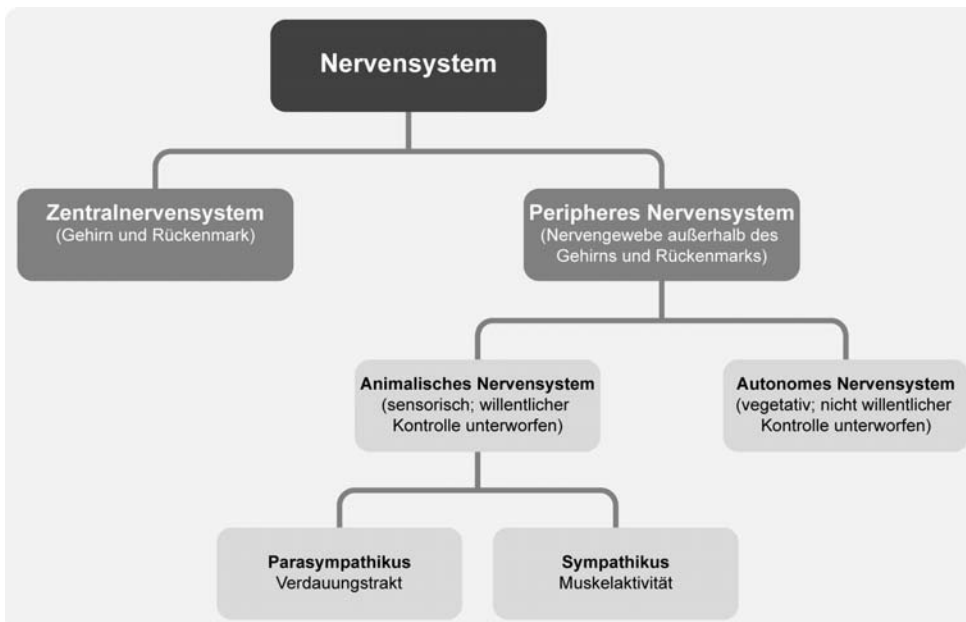 Nervensystem
Zentralnervensystem
(Gehirn und Rückenmark)
Peripheres Nervensystem
(Nervengewebe außerhalb des
Gehirns und Rückenmarks)
Animalisches Nervensystem
(sensorisch; willentlicher
Kontrolle unterworfen)
Autonomes Nervensystem
(vegetativ; nicht willentlicher
Kontrolle unterworfen)
Parasympathikus
Verdauungstrakt
Sympathikus
Muskelaktivität